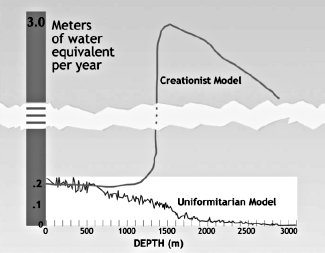 3.0
Meters
of water
equivalent
per year
Creationist Model
.2
.1
0
Uniformitarian Model
0 500 1000 1500 2000 2500 3000
DEPTH (m)